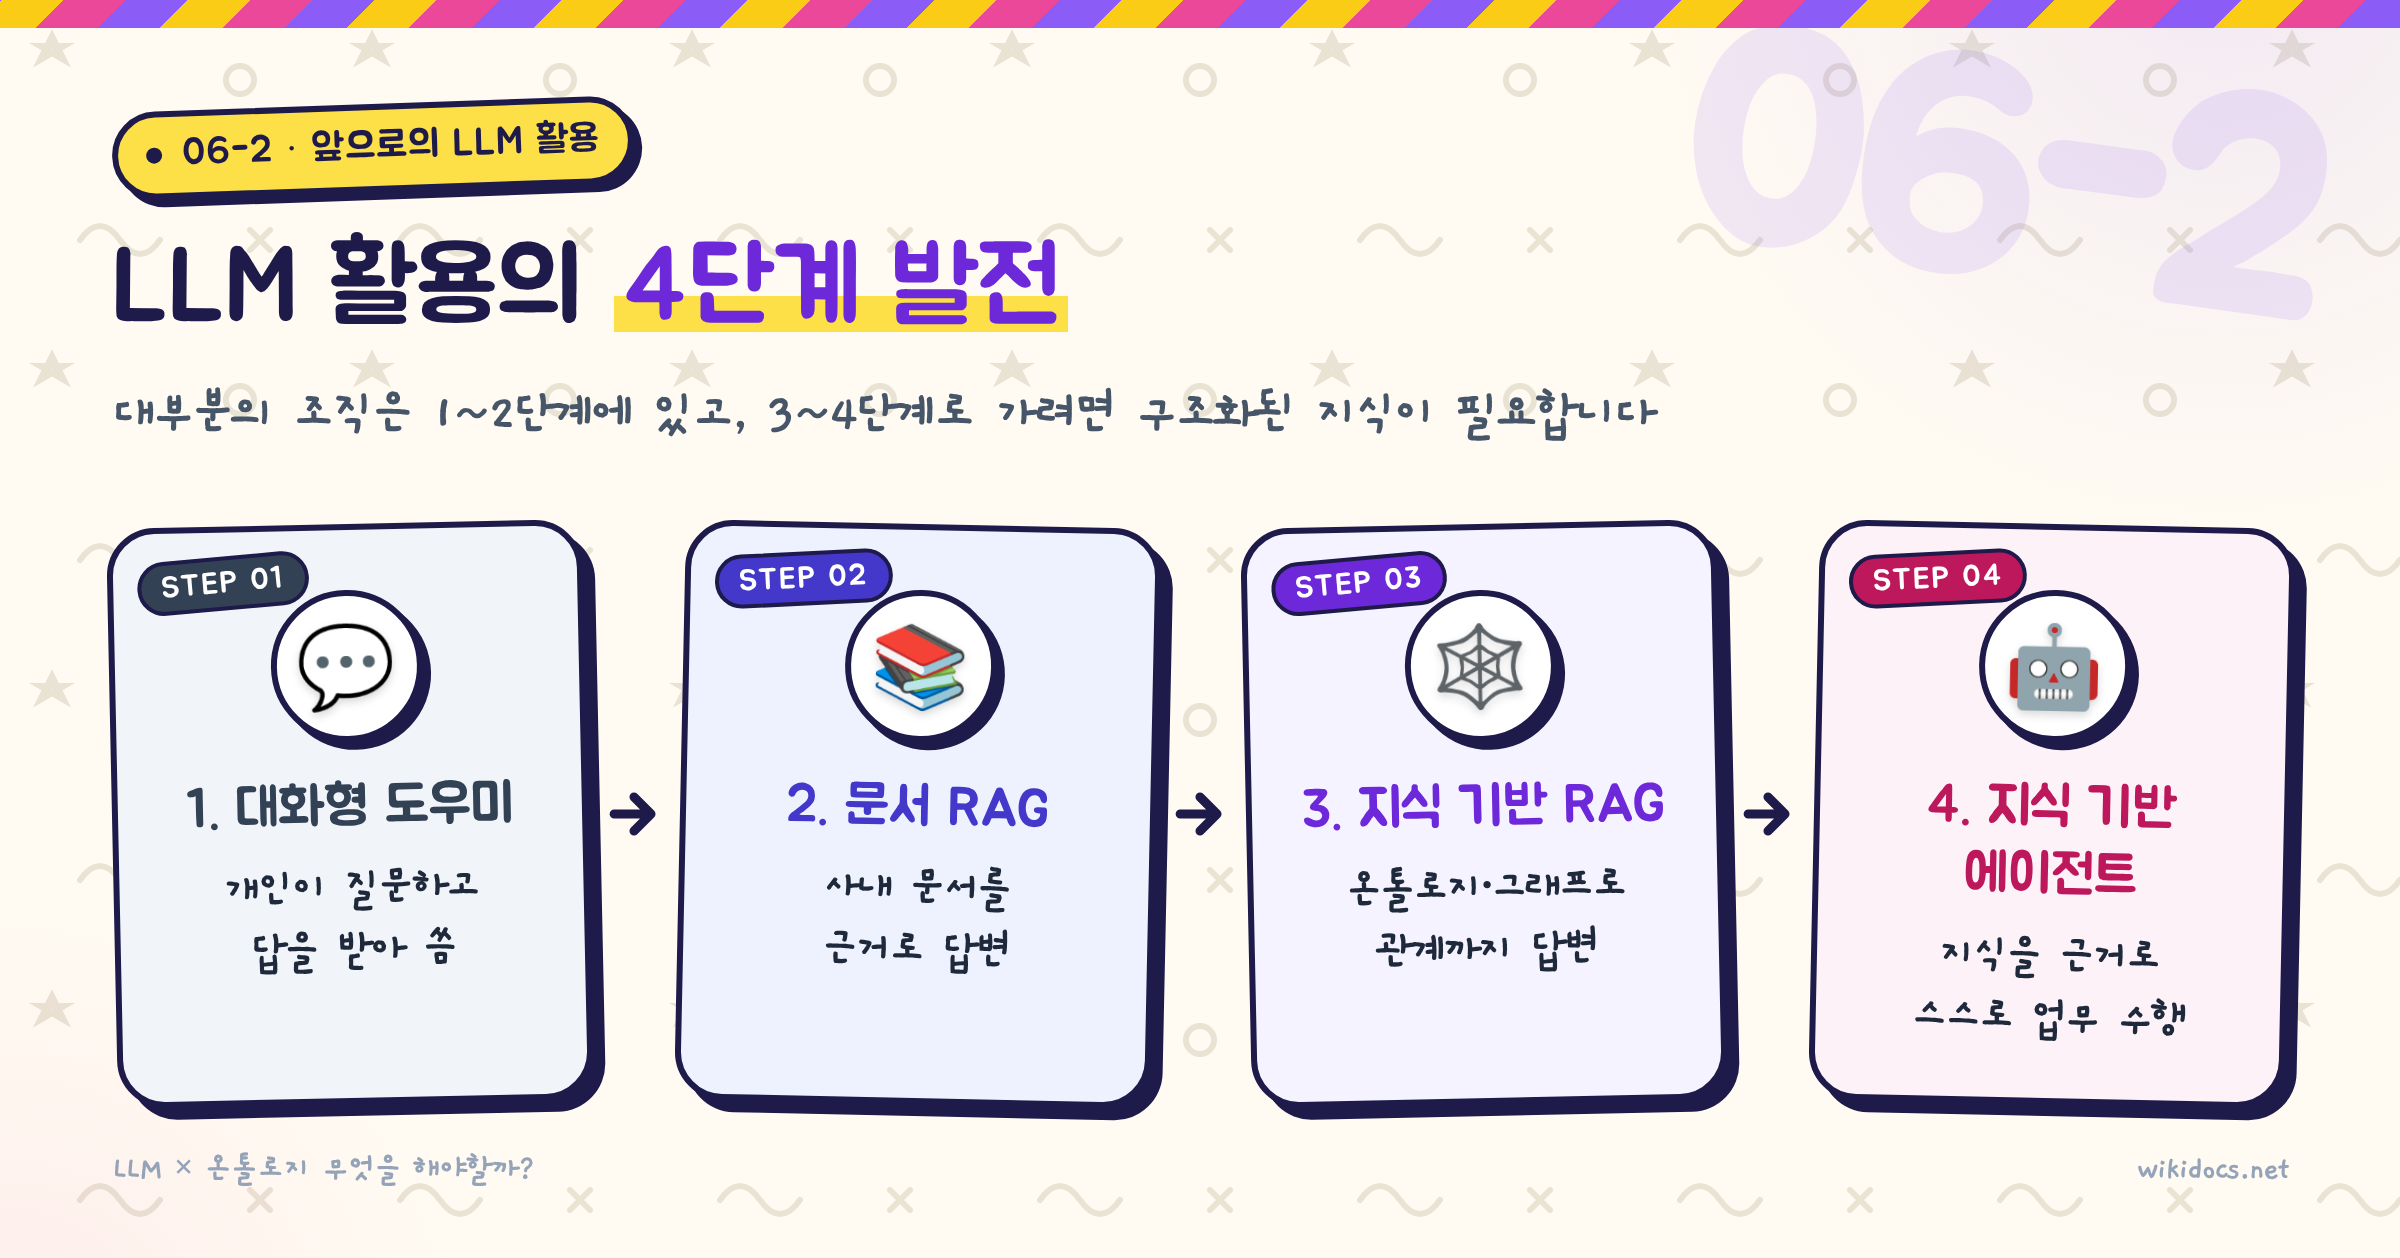 06-2
• 06-2 · 앞으로의 LLM 활용
LLM 활용의 4단계 발전
대부분의 조직은 1~2단계에 있고, 3~4단계로 가려면 구조화된 지식이 필요합니다
STEP 01
1. 대화형 도우미
개인이 질문하고
답을 받아 씀
STEP 02
2. 문서 RAG
사내 문서를
근거로 답변
STEP 03
3. 지식 기반 RAG
온톨로지·그래프로
관계까지 답변
STEP 04
4. 지식 기반
에이전트
지식을 근거로
스스로 업무 수행
LLM × 온톨로지 무엇을 해야할까?
wikidocs.net